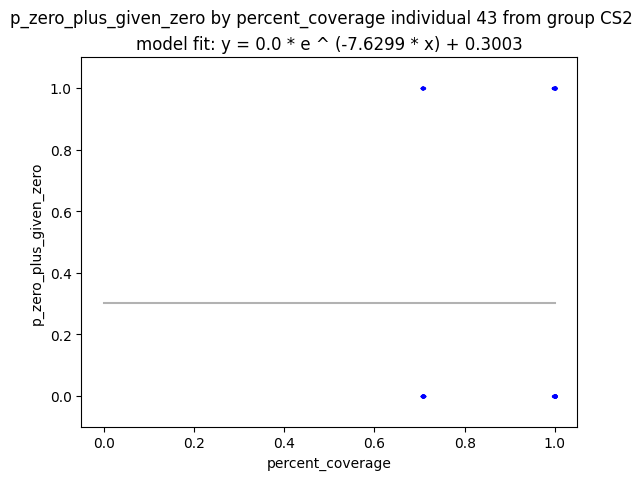 p_zero_plus_given_zero by percent_coverage individual 43 from group CS2
model fit: y = 0.0 * e ^ (-7.6299 * x) + 0.3003
1.0
0.8
0.6
0.4
0.2
0.0
p_zero_plus_given_zero
0.0 0.2 0.4 0.6 0.8 1.0
percent_coverage